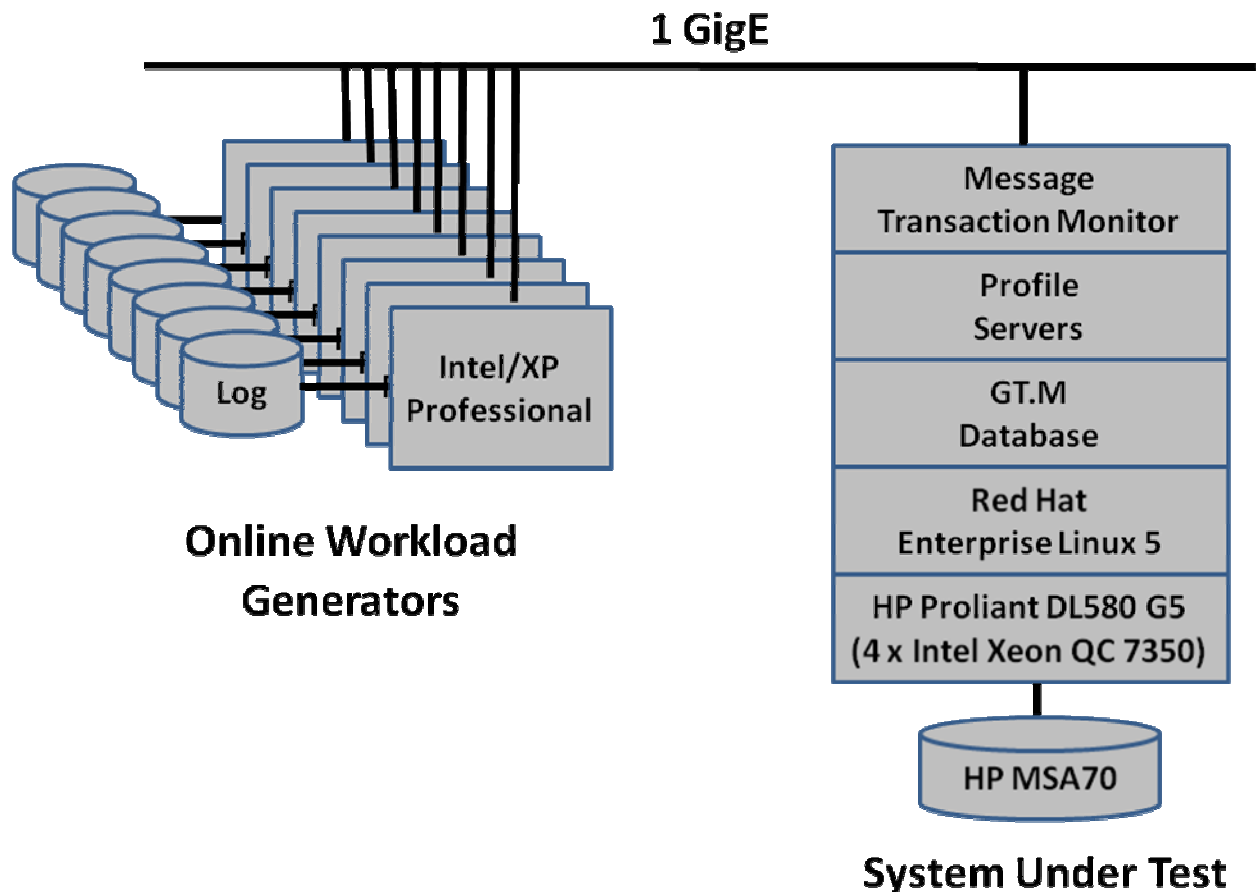 1 GigE
Log
Intel/XP
Professional
Online Workload
Generators
Message
Transaction Monitor
Profile
Servers
GT.M
Database
Red Hat
Enterprise Linux 5
HP Proliant DL580 G5
(4 x Intel Xeon QC 7350)
HP MSA70
System Under Test